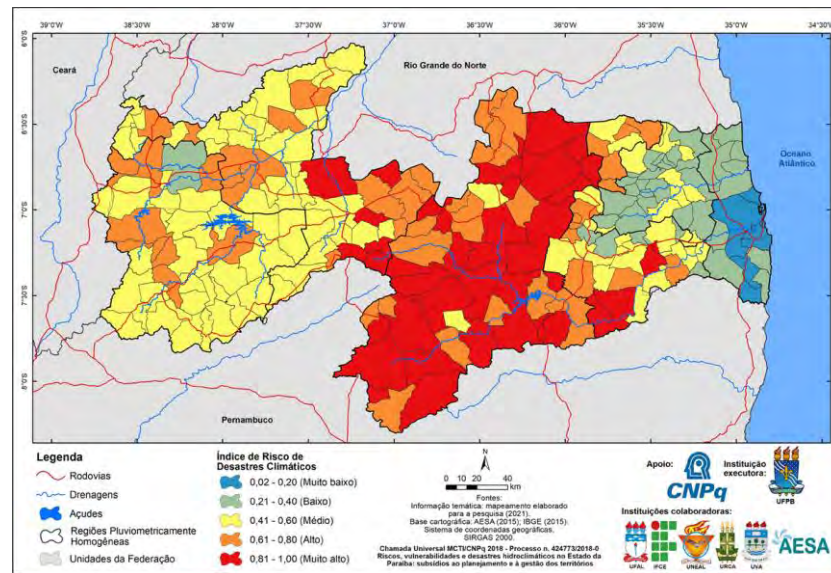 39°0'W 38°30'W 38°0'W 37°30'W 37°0'W 36°30'W 36°0'W 35°30'W 35°0'W 34°30'W
6°0'S
6°30'S
7°0'S
7°30'S
8°0'S
Ceará
Rio Grande do Norte
Oceano
Atlântico
Pernambuco
Legenda
Rodovias
Drenagens
Açudes
Regiões Pluviometricamente
Homogêneas
Unidades da Federação
Índice de Risco de
Desastres Climáticos
0,02 - 0,20 (Muito baixo)
0,21 - 0,40 (Baixo)
0,41 - 0,60 (Médio)
0,61 - 0,80 (Alto)
0,81 - 1,00 (Muito alto)
N
0 10 20 40
km
Fontes:
Informação temática: mapeamento elaborado
para a pesquisa (2021).
Base cartográfica: AESA (2015); IBGE (2015).
Sistema de coordenadas geográficas.
SIRGAS 2000.
Chamada Universal MCTI/CNPq 2018 - Processo n. 424773/2018-0
Riscos, vulnerabilidades e desastres hidroclimáticos no Estado da
Paraíba: subsídios ao planejamento e à gestão dos territórios
Apoio:
CNPq
Instituição
executora:
UFPB
Instituições colaboradoras:
UFAL IFCE UNEAL URCA UNA AESA